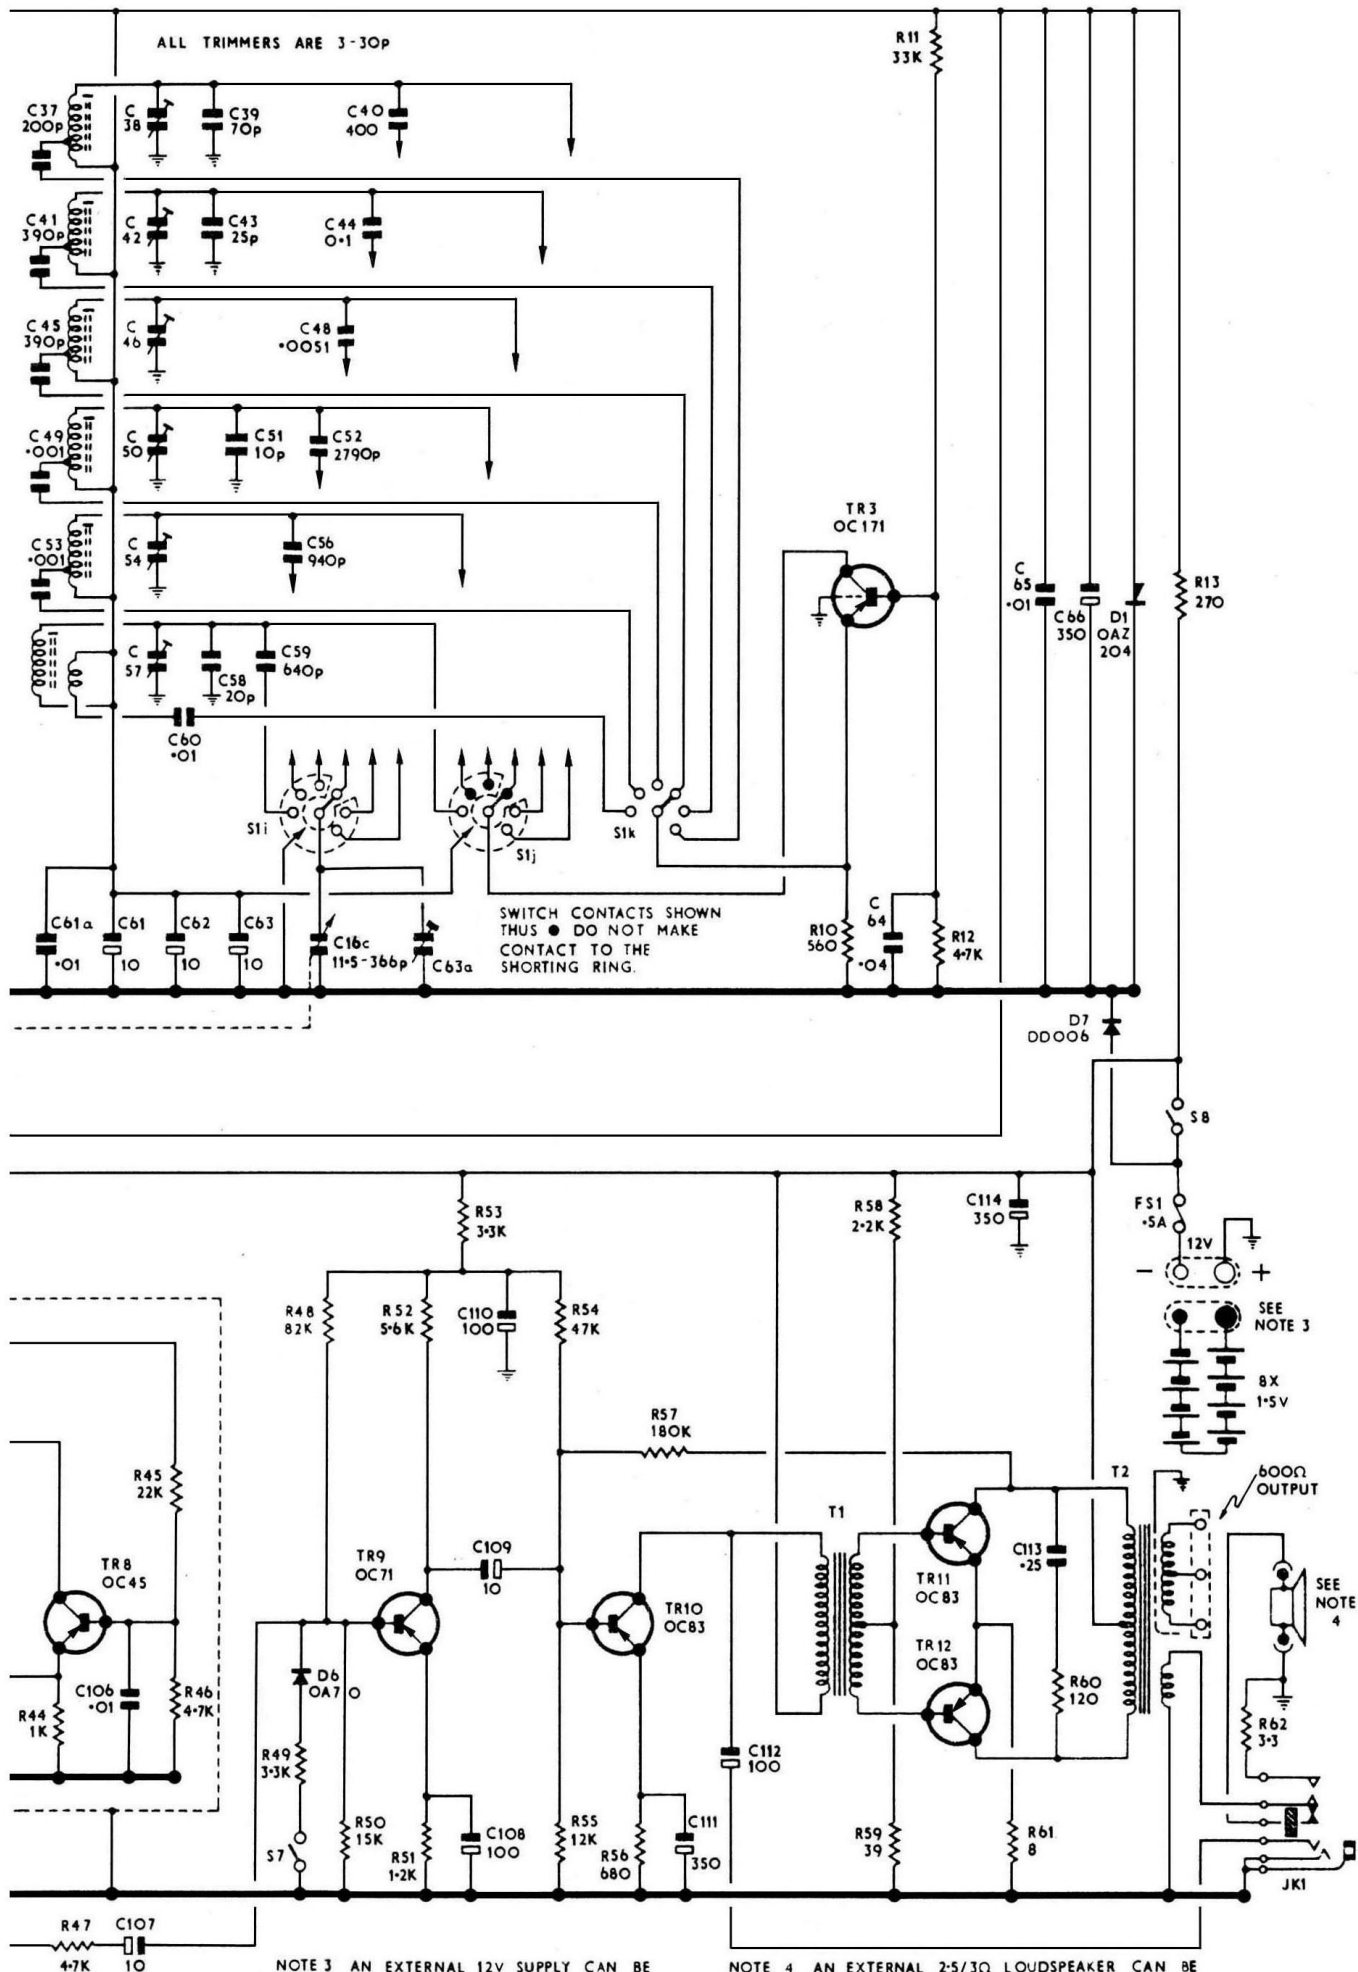 ALL TRIMMERS ARE 3-30p
R11
33K
C37
200p
C
38
C39
70p
C40
400
C41
390p
C
42
C43
25p
C44
0·1
C45
390p
C
46
C48
·0051
C49
·001
C
50
C51
10p
C52
2790p
TR3
OC171
C53
·001
C
54
C56
940p
C
65
·01
C66
350
D1
OAZ
204
R13
270
C
57
C58
20p
C59
640p
C60
·01
S1i
S1j
S1k
C61a
·01
C61
10
C62
10
C63
10
C16c
11·5-366p
C63a
SWITCH CONTACTS SHOWN
THUS ● DO NOT MAKE
CONTACT TO THE
SHORTING RING.
R10
560
C
64
·04
R12
4·7K
D7
DD006
S8
R53
3·3K
R58
2·2K
C114
350
FS1
·5A
12V
− +
R48
82K
R52
5·6K
C110
100
R54
47K
SEE
NOTE 3
8X
1·5V
R57
180K
R45
22K
T1
T2
600Ω
OUTPUT
TR8
OC45
TR9
OC71
C109
10
TR10
OC83
TR11
OC83
C113
·25
SEE
NOTE
4
TR12
OC83
R44
1K
C106
·01
R46
4·7K
D6
OA70
R60
120
R62
3·3
R49
3·3K
C112
100
S7
R50
15K
R51
1·2K
C108
100
R55
12K
R56
680
C111
350
R59
39
R61
8
JK1
R47
4·7K
C107
10
NOTE 3 AN EXTERNAL 12V SUPPLY CAN BE
NOTE 4 AN EXTERNAL 2·5/3Ω LOUDSPEAKER CAN BE